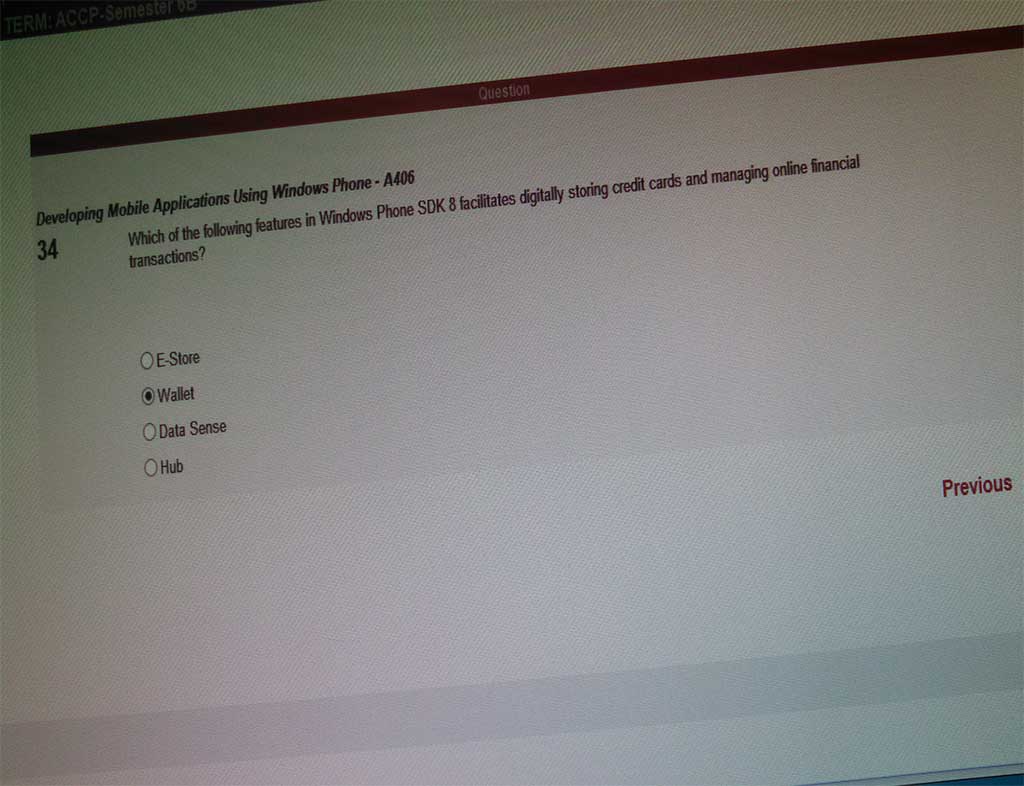 TERM: ACCP-Semester 6B
Question
Developing Mobile Applications Using Windows Phone - A406
34
Which of the following features in Windows Phone SDK 8 facilitates digitally storing credit cards and managing online financial
transactions?
E-Store
Wallet
Data Sense
Hub
Previous